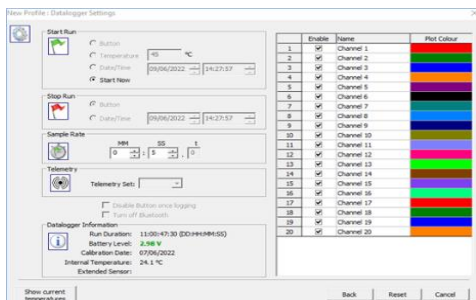 New Profile : Datalogger Settings
Start Run
Button
Temperature 45 °C
Date/Time 09/06/2022 14:27:57
Start Now
Stop Run
Button
Date/Time 09/06/2022 14:27:57
Sample Rate
MM SS t
0 : 5 . 0
Telemetry
Telemetry Set:
Disable Button once logging
Turn off Bluetooth
Datalogger Information
Run Duration: 11:00:47:30 (DD:HH:MM:SS)
Battery Level: 2.98 V
Calibration Date: 07/06/2022
Internal Temperature: 24.1 °C
Extended Sensor:
Show current
temperatures
Enable Name Plot Colour
1 Channel 1
2 Channel 2
3 Channel 3
4 Channel 4
5 Channel 5
6 Channel 6
7 Channel 7
8 Channel 8
9 Channel 9
10 Channel 10
11 Channel 11
12 Channel 12
13 Channel 13
14 Channel 14
15 Channel 15
16 Channel 16
17 Channel 17
18 Channel 18
19 Channel 19
20 Channel 20
Back Reset Cancel